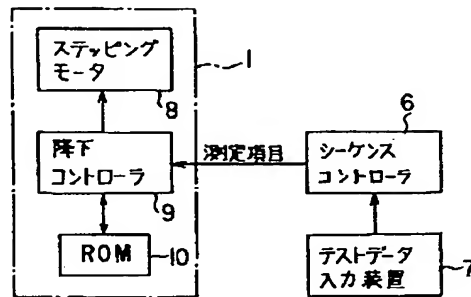 ステッピング
モータ
8
1
降下
コントローラ
9
測定項目
6
シーケンス
コントローラ
ROM
10
テストデータ
入力装置
7